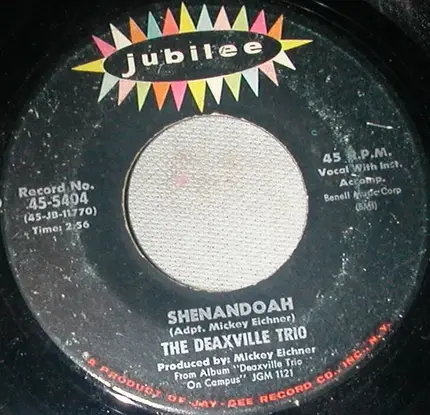 jubilee
Record No.
45-5404
(45-JB-11770)
Time: 2:56
45 R.P.M.
Vocal With Inst.
Accomp.
Benell Music Corp
(BMI)
SHENANDOAH
(Adpt. Mickey Eichner)
THE DEAXVILLE TRIO
Produced by: Mickey Eichner
From Album "Deaxville Trio
On Campus" JGM 1121
A PRODUCT OF JAY-GEE RECORD CO., INC., N.Y.